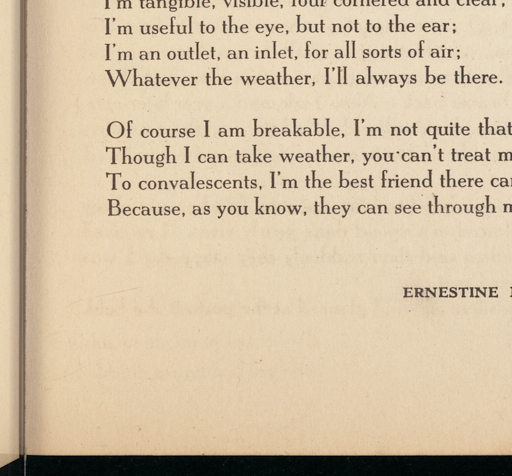 I'm tangible, visible, four cornered and clear,
I'm useful to the eye, but not to the ear;
I'm an outlet, an inlet, for all sorts of air;
Whatever the weather, I'll always be there.
Of course I am breakable, I'm not quite that
Though I can take weather, you can't treat m
To convalescents, I'm the best friend there ca
Because, as you know, they can see through m
ERNESTINE